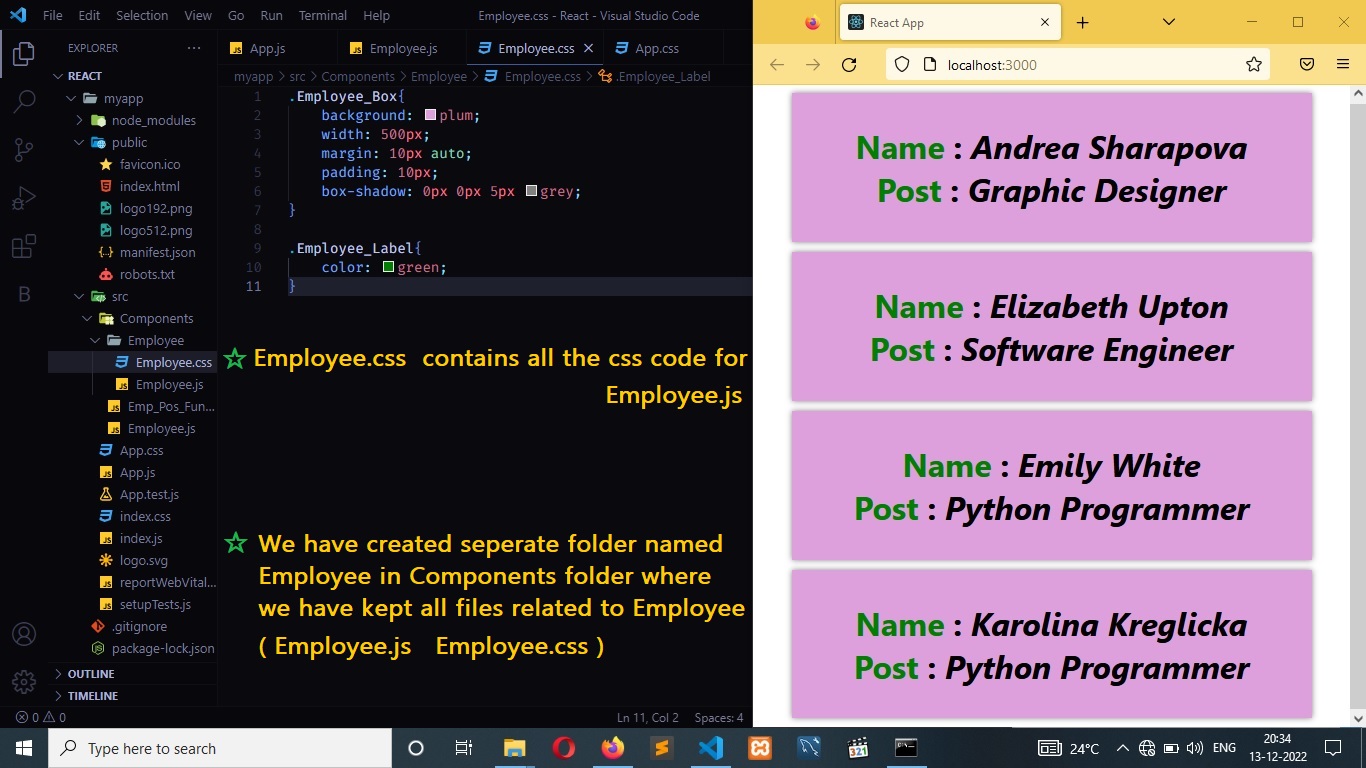 File Edit Selection View Go Run Terminal Help
Employee.css - React - Visual Studio Code
EXPLORER
REACT
myapp
node_modules
public
favicon.ico
index.html
logo192.png
logo512.png
manifest.json
robots.txt
src
Components
Employee
Employee.css
Employee.js
Emp_Pos_Fun...
Employee.js
App.css
App.js
App.test.js
index.css
index.js
logo.svg
reportWebVital...
setupTests.js
.gitignore
package-lock.json
OUTLINE
TIMELINE
App.js Employee.js Employee.css App.css
myapp > src > Components > Employee > Employee.css > .Employee_Label
1 .Employee_Box{
2 background: plum;
3 width: 500px;
4 margin: 10px auto;
5 padding: 10px;
6 box-shadow: 0px 0px 5px grey;
7 }
8
9 .Employee_Label{
10 color: green;
11 }
☆ Employee.css contains all the css code for
Employee.js
☆ We have created seperate folder named
Employee in Components folder where
we have kept all files related to Employee
( Employee.js Employee.css )
0 0
Ln 11, Col 2 Spaces: 4
React App
localhost:3000
Name : Andrea Sharapova
Post : Graphic Designer
Name : Elizabeth Upton
Post : Software Engineer
Name : Emily White
Post : Python Programmer
Name : Karolina Kreglicka
Post : Python Programmer
Type here to search
321
24°C
ENG
20:34
13-12-2022